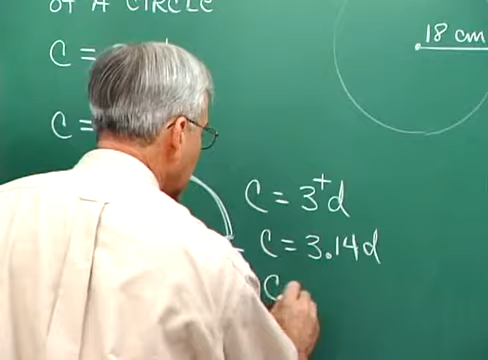 OF A CIRCLE
18 cm
C =
C =
C = 3⁺d
C = 3.14d
C